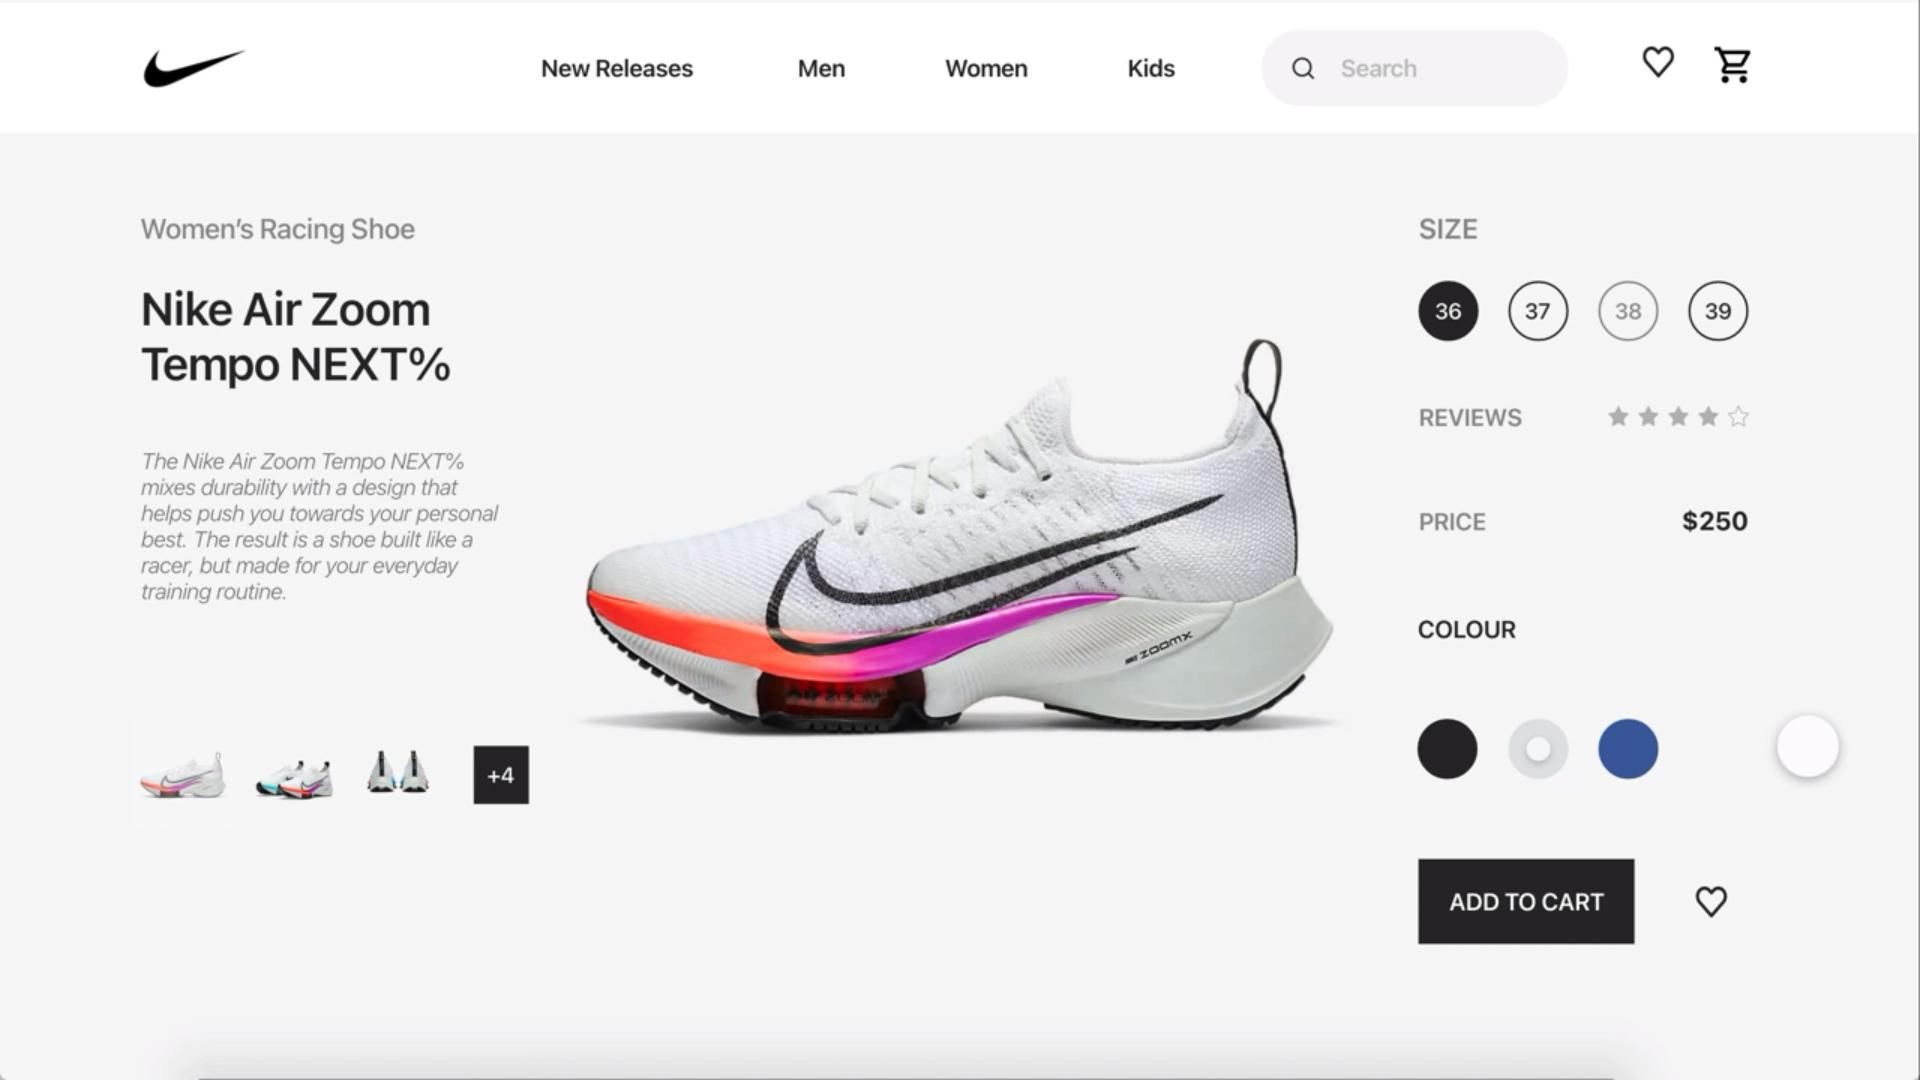 New Releases
Men
Women
Kids
Search
Women's Racing Shoe
Nike Air Zoom
Tempo NEXT%
The Nike Air Zoom Tempo NEXT%
mixes durability with a design that
helps push you towards your personal
best. The result is a shoe built like a
racer, but made for your everyday
training routine.
+4
ZOOMX
AIR ZOOM
SIZE
36
37
38
39
REVIEWS
PRICE
$250
COLOUR
ADD TO CART